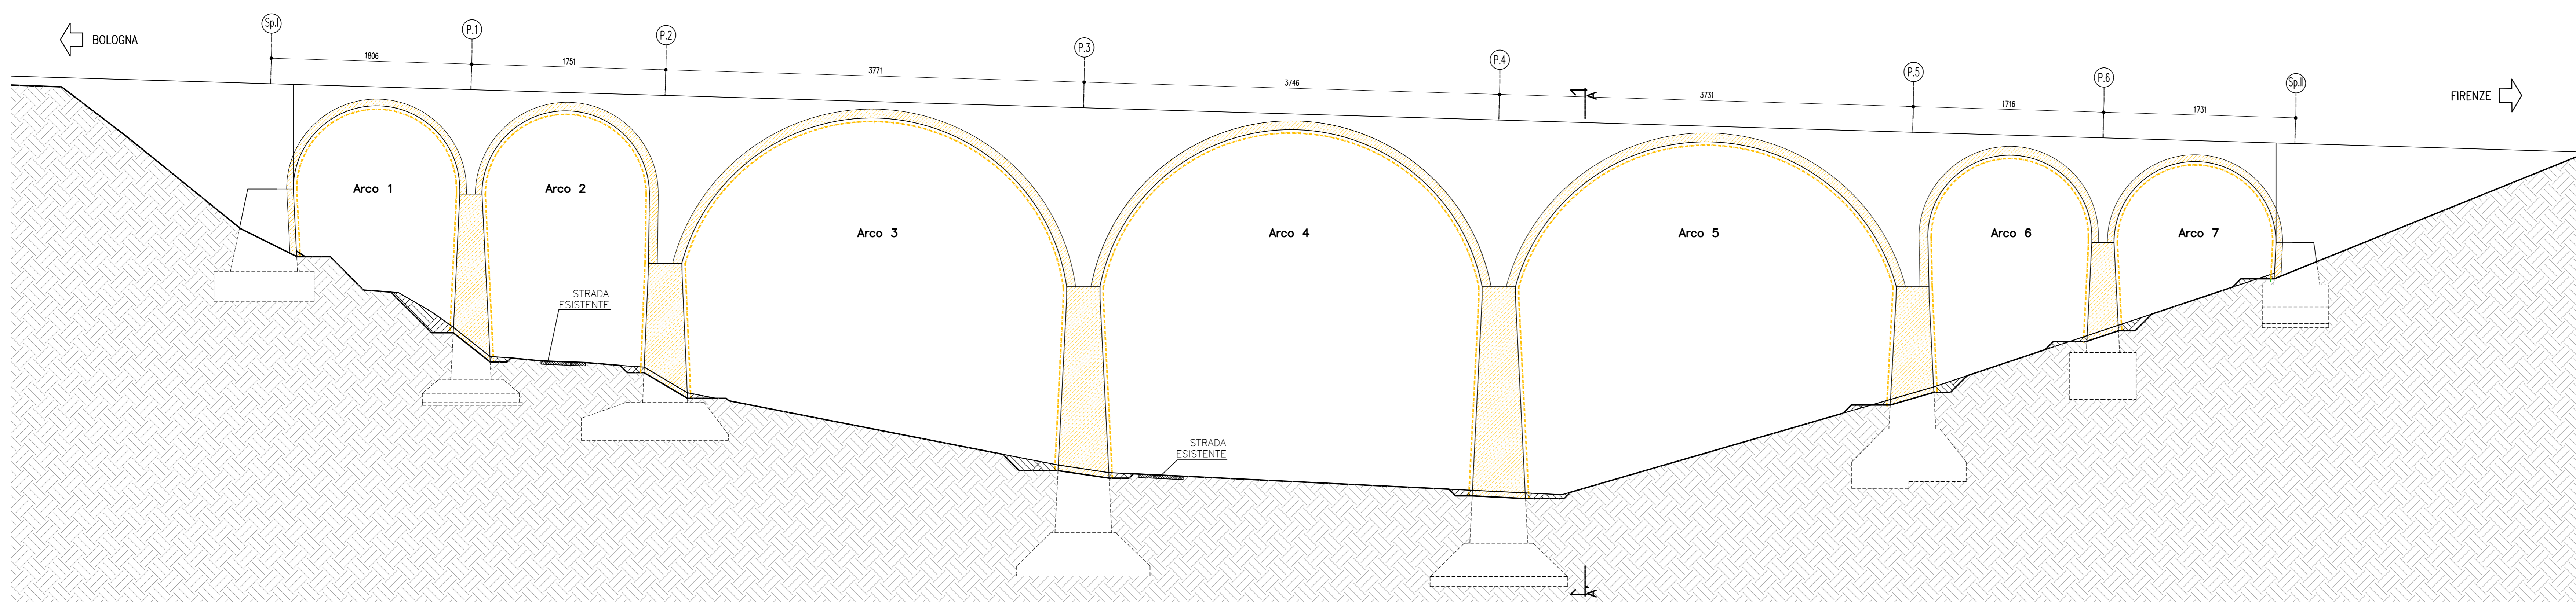 BOLOGNA
Sp.I
P.1
P.2
P.3
P.4
P.5
P.6
Sp.II
FIRENZE
1806
1751
3771
3746
3731
1716
1731
A
Arco 1
Arco 2
Arco 3
Arco 4
Arco 5
Arco 6
Arco 7
STRADA
ESISTENTE
STRADA
ESISTENTE
A